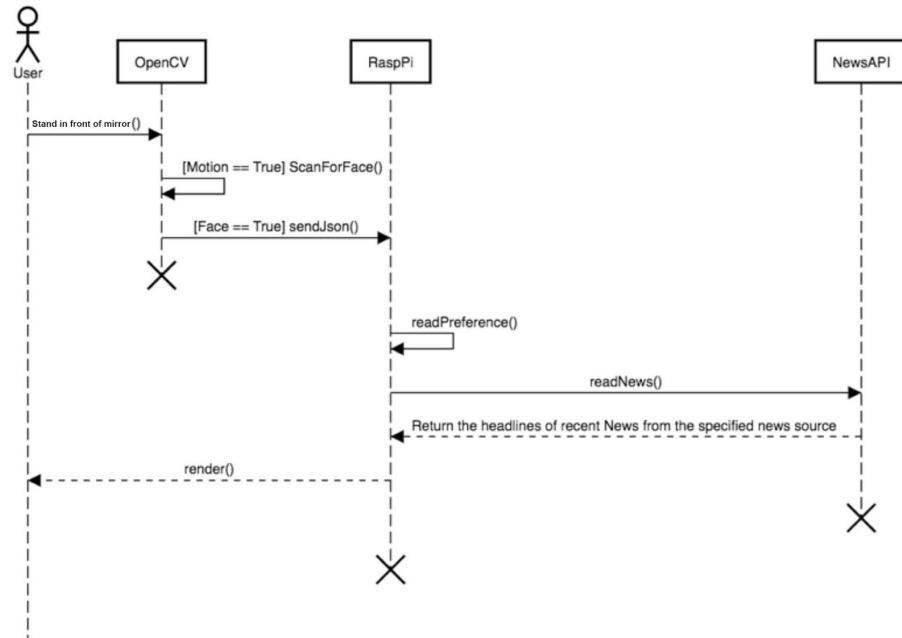 User
OpenCV
RaspPi
NewsAPI
Stand in front of mirror()
[Motion == True] ScanForFace()
[Face == True] sendJson()
readPreference()
readNews()
Return the headlines of recent News from the specified news source
render()